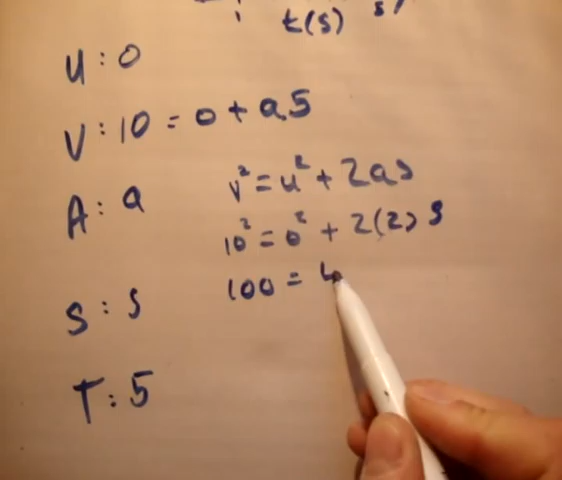 t(s)
U : 0
V : 10 = 0 + a5
A : a
v² = u² + 2as
10² = 0² + 2(2) s
100 = 4
S : s
T : 5